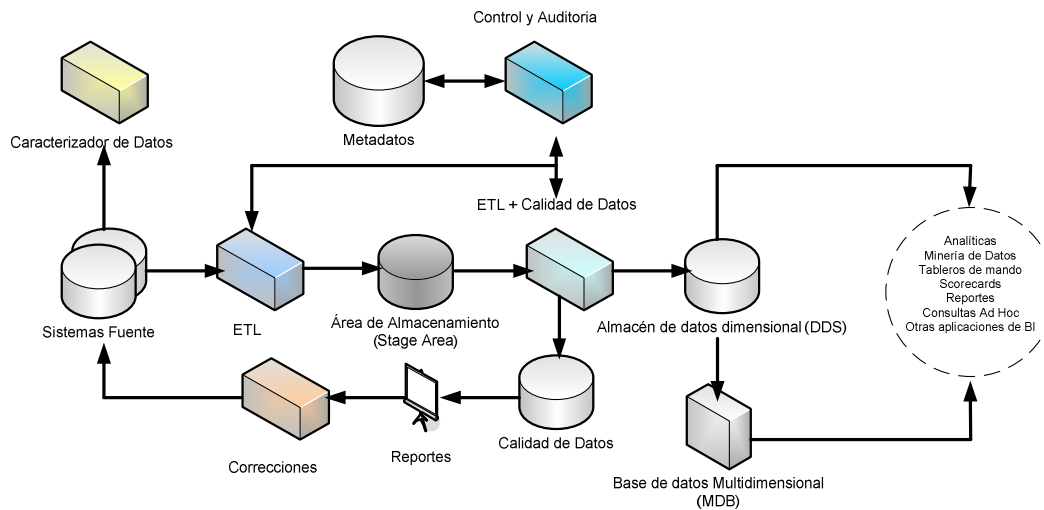 Control y Auditoria
Caracterizador de Datos
Metadatos
ETL + Calidad de Datos
Analíticas
Minería de Datos
Tableros de mando
Scorecards
Reportes
Consultas Ad Hoc
Otras aplicaciones de BI
Sistemas Fuente
ETL
Área de Almacenamiento
(Stage Area)
Almacén de datos dimensional (DDS)
Calidad de Datos
Reportes
Correcciones
Base de datos Multidimensional
(MDB)